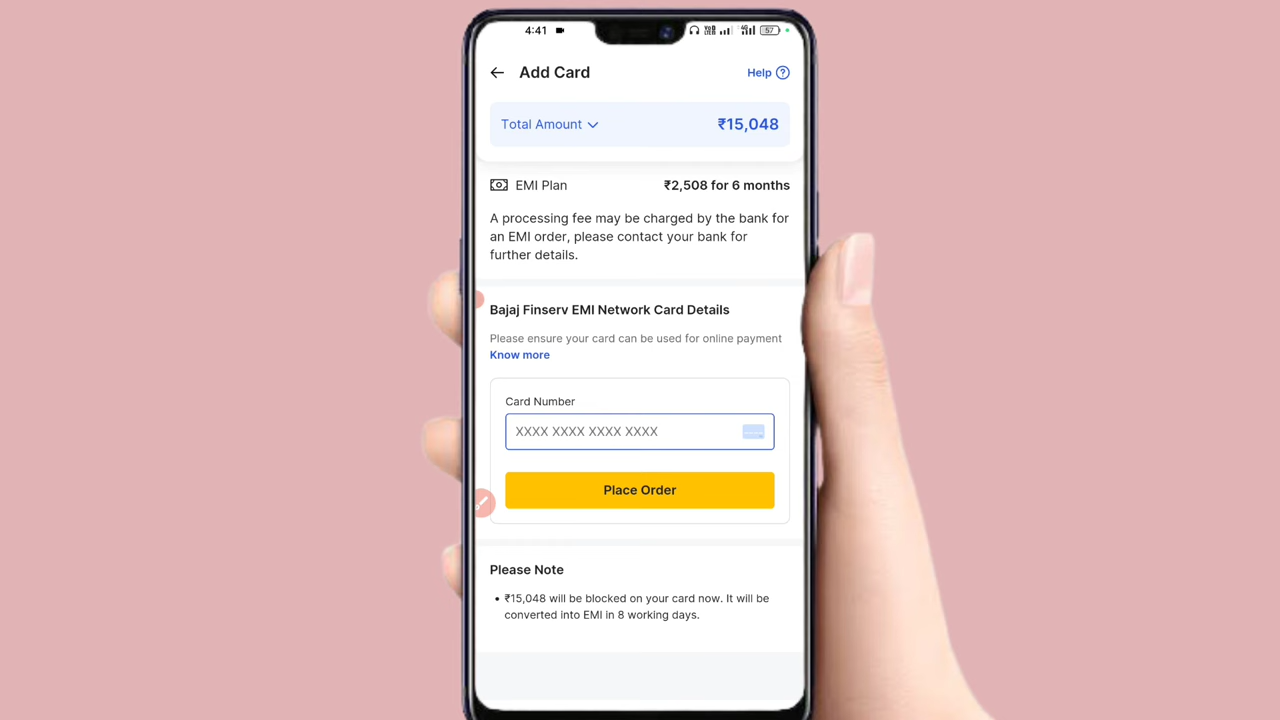 4:41
VoB LTE 4G 57
Add Card
Help ?
Total Amount ₹15,048
EMI Plan ₹2,508 for 6 months
A processing fee may be charged by the bank for
an EMI order, please contact your bank for
further details.
Bajaj Finserv EMI Network Card Details
Please ensure your card can be used for online payment
Know more
Card Number
XXXX XXXX XXXX XXXX
Place Order
Please Note
• ₹15,048 will be blocked on your card now. It will be
converted into EMI in 8 working days.